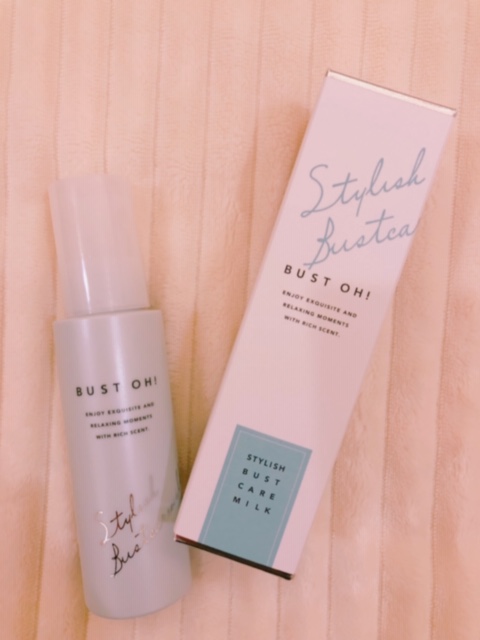 BUST OH!
ENJOY EXQUISITE AND
RELAXING MOMENTS
WITH RICH SCENT.
Stylish
Bustca
BUST OH!
ENJOY EXQUISITE AND
RELAXING MOMENTS
WITH RICH SCENT.
STYLISH
BUST
CARE
MILK